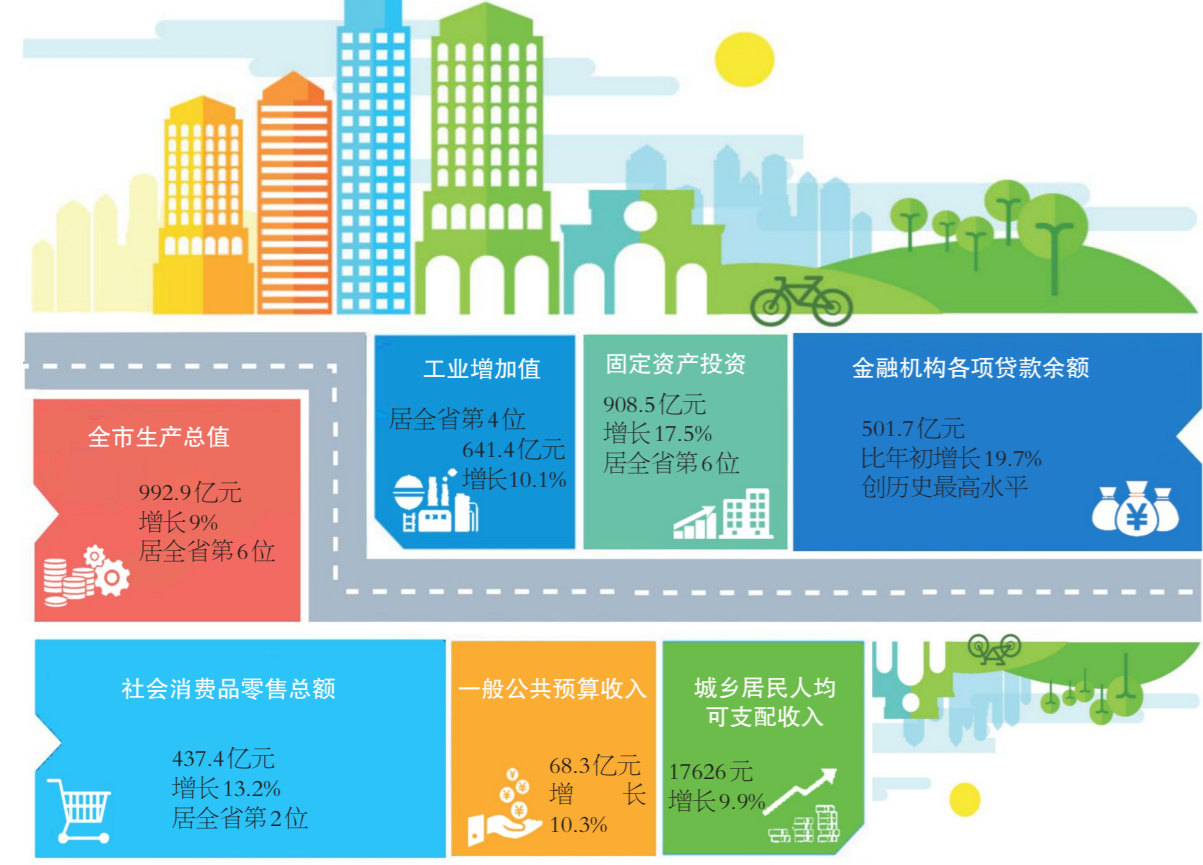 全市生产总值
992.9亿元
增长9%
居全省第6位
工业增加值
居全省第4位
641.4亿元
增长10.1%
固定资产投资
908.5亿元
增长17.5%
居全省第6位
金融机构各项贷款余额
501.7亿元
比年初增长19.7%
创历史最高水平
社会消费品零售总额
437.4亿元
增长13.2%
居全省第2位
一般公共预算收入
68.3亿元
增 长
10.3%
城乡居民人均
可支配收入
17626元
增长9.9%